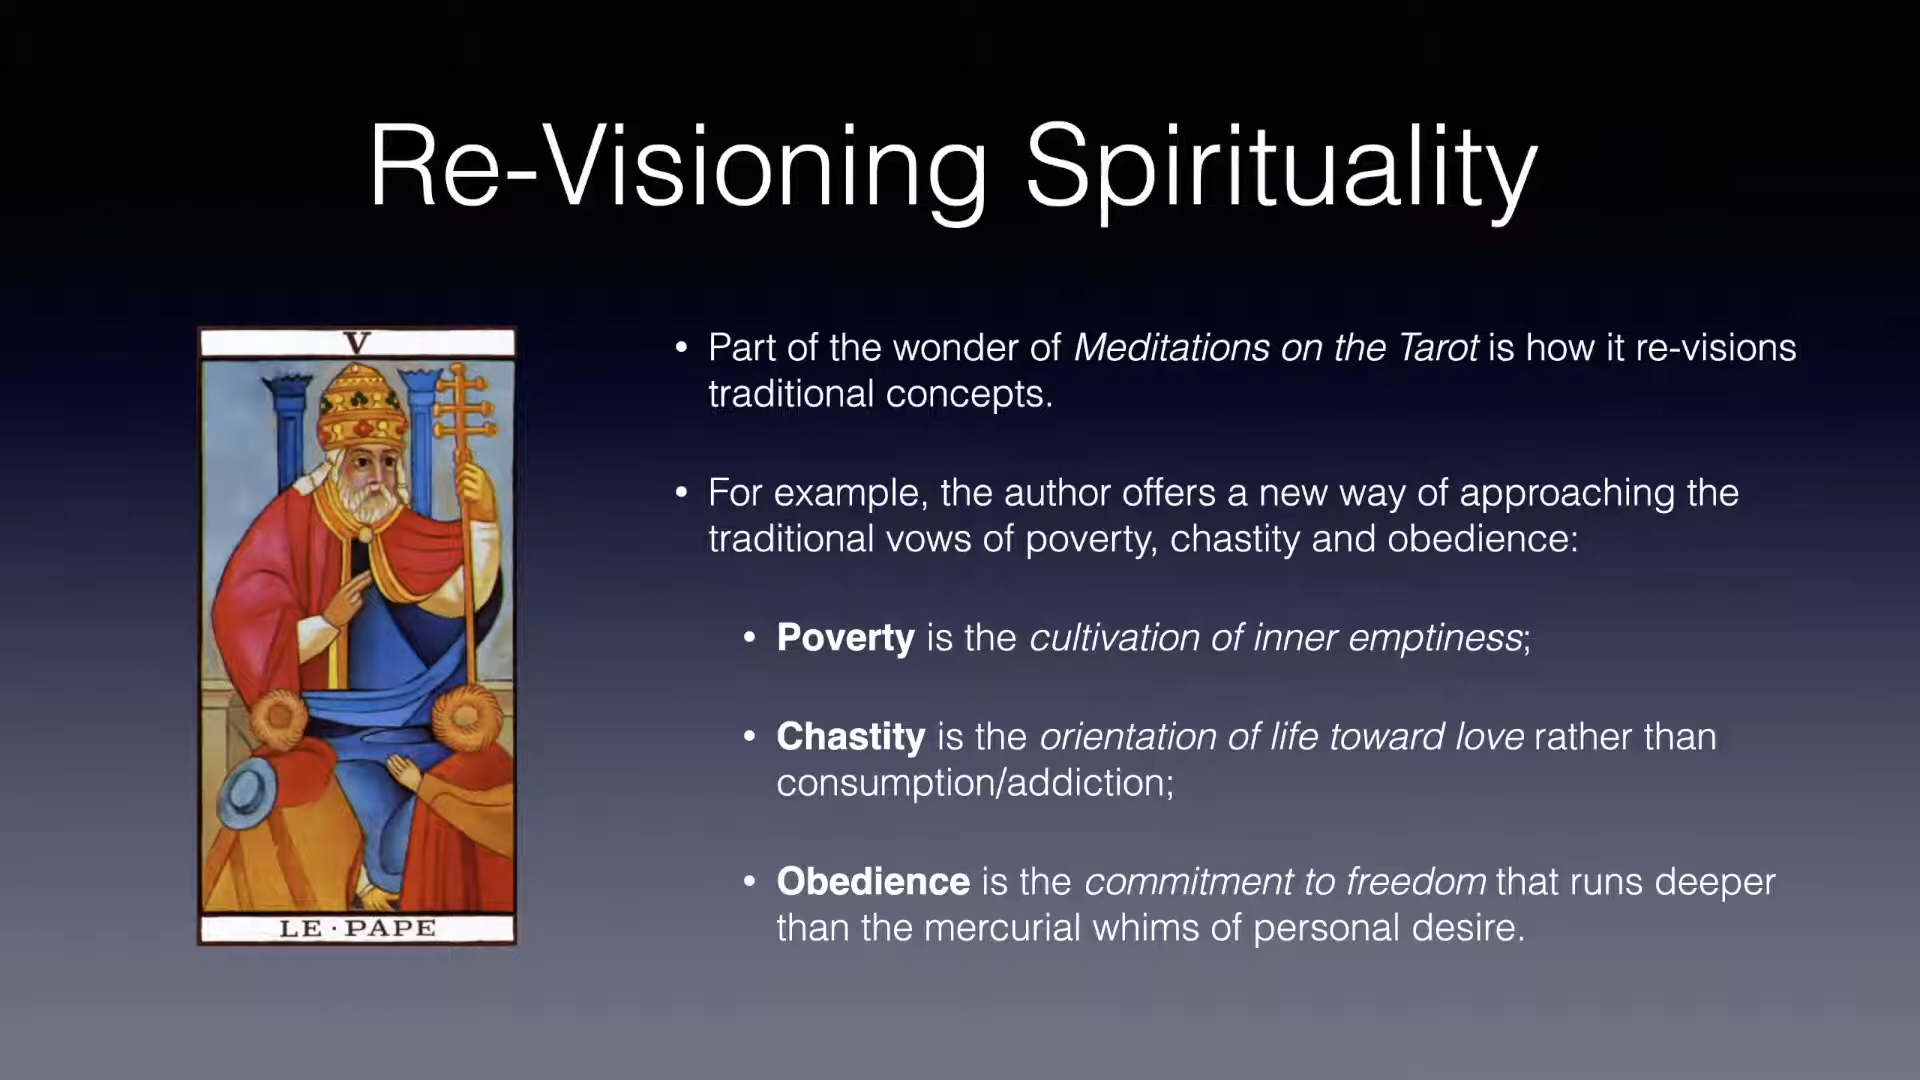 Re-Visioning Spirituality
V
LE·PAPE
• Part of the wonder of Meditations on the Tarot is how it re-visions
traditional concepts.
• For example, the author offers a new way of approaching the
traditional vows of poverty, chastity and obedience:
• Poverty is the cultivation of inner emptiness;
• Chastity is the orientation of life toward love rather than
consumption/addiction;
• Obedience is the commitment to freedom that runs deeper
than the mercurial whims of personal desire.